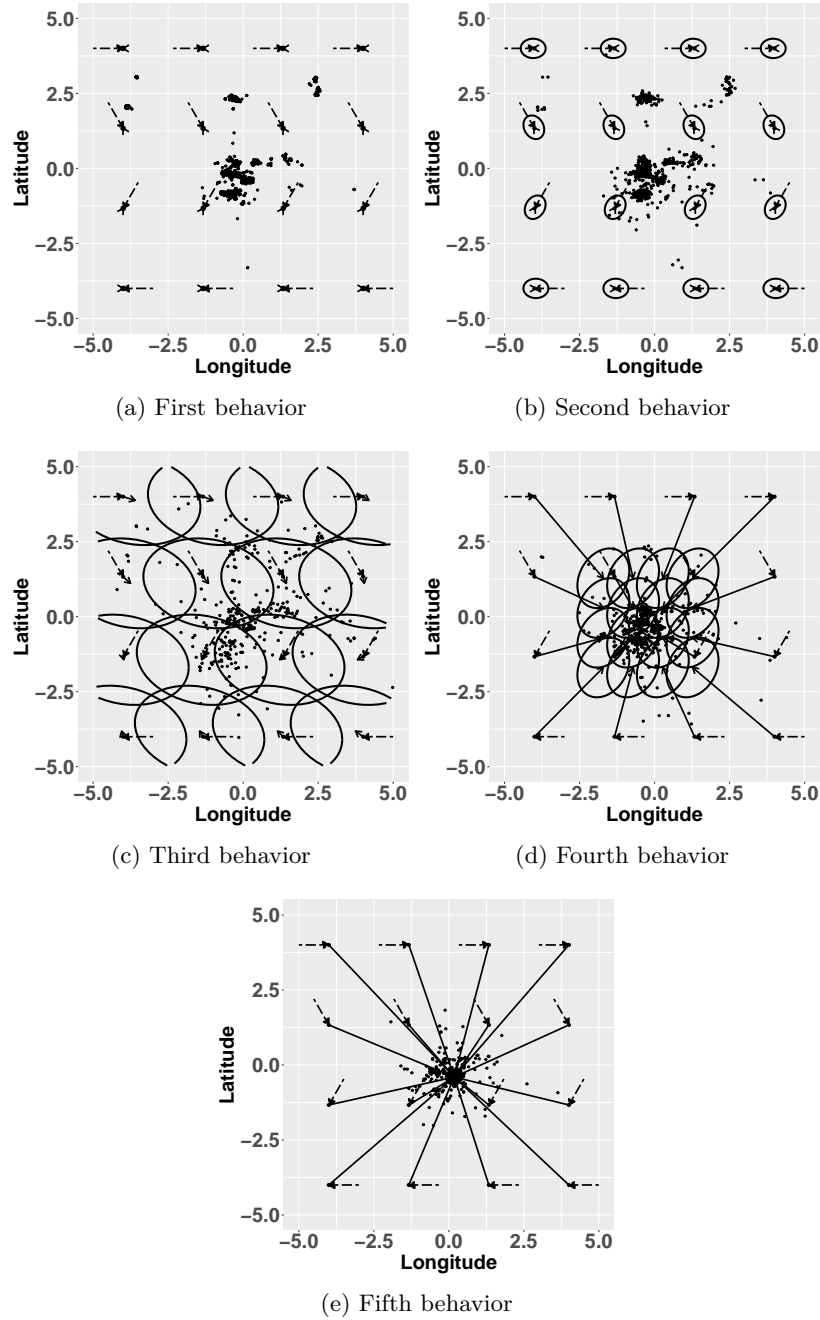 5.0
2.5
0.0
−2.5
−5.0
Latitude
−5.0 −2.5 0.0 2.5 5.0
Longitude
(a) First behavior
5.0
2.5
0.0
−2.5
−5.0
Latitude
−5.0 −2.5 0.0 2.5 5.0
Longitude
(b) Second behavior
5.0
2.5
0.0
−2.5
−5.0
Latitude
−5.0 −2.5 0.0 2.5 5.0
Longitude
(c) Third behavior
5.0
2.5
0.0
−2.5
−5.0
Latitude
−5.0 −2.5 0.0 2.5 5.0
Longitude
(d) Fourth behavior
5.0
2.5
0.0
−2.5
−5.0
Latitude
−5.0 −2.5 0.0 2.5 5.0
Longitude
(e) Fifth behavior